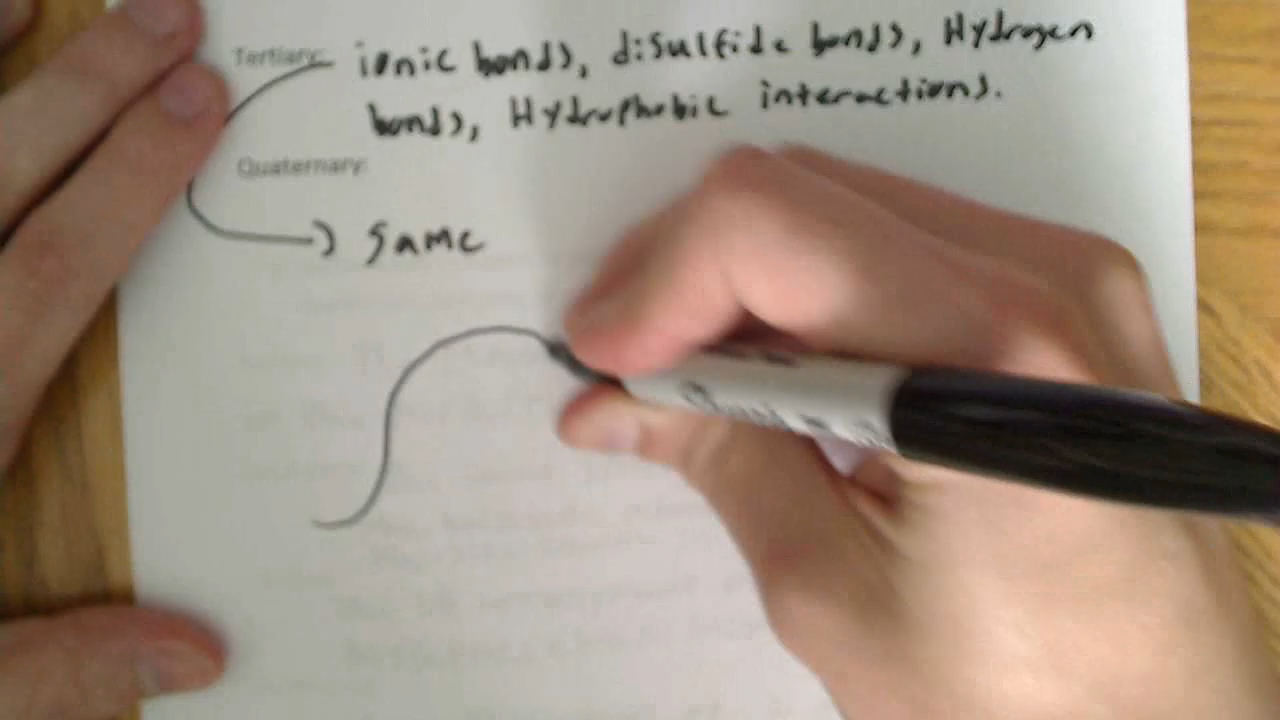 Tertiary: ionic bonds, disulfide bonds, Hydrogen
bonds, Hydrophobic interactions.
Quaternary:
Same